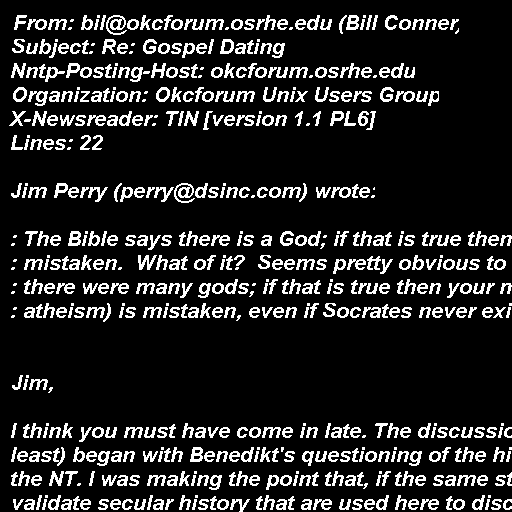 From: bil@okcforum.osrhe.edu (Bill Conner)
Subject: Re: Gospel Dating
Nntp-Posting-Host: okcforum.osrhe.edu
Organization: Okcforum Unix Users Group
X-Newsreader: TIN [version 1.1 PL6]
Lines: 22

Jim Perry (perry@dsinc.com) wrote:

: The Bible says there is a God; if that is true then
: mistaken.  What of it?  Seems pretty obvious to
: there were many gods; if that is true then your
: atheism) is mistaken, even if Socrates never exi

Jim,

I think you must have come in late. The discussio
least) began with Benedikt's questioning of the hi
the NT. I was making the point that, if the same st
validate secular history that are used here to disc